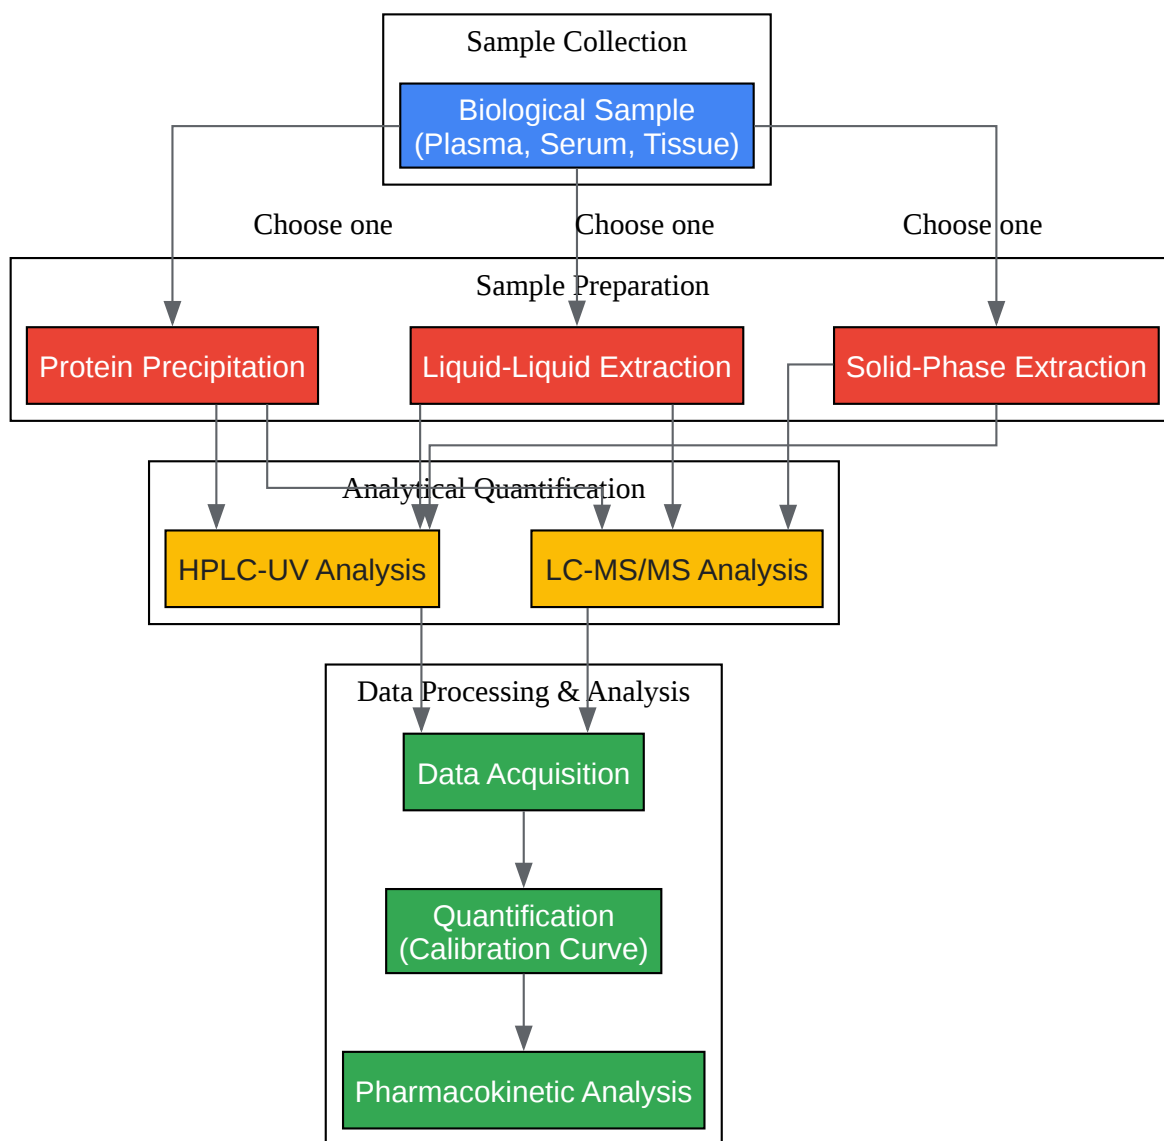 Sample Collection
Biological Sample
(Plasma, Serum, Tissue)
Choose one
Choose one
Choose one
Sample Preparation
Protein Precipitation
Liquid-Liquid Extraction
Solid-Phase Extraction
Analytical Quantification
HPLC-UV Analysis
LC-MS/MS Analysis
Data Processing & Analysis
Data Acquisition
Quantification
(Calibration Curve)
Pharmacokinetic Analysis